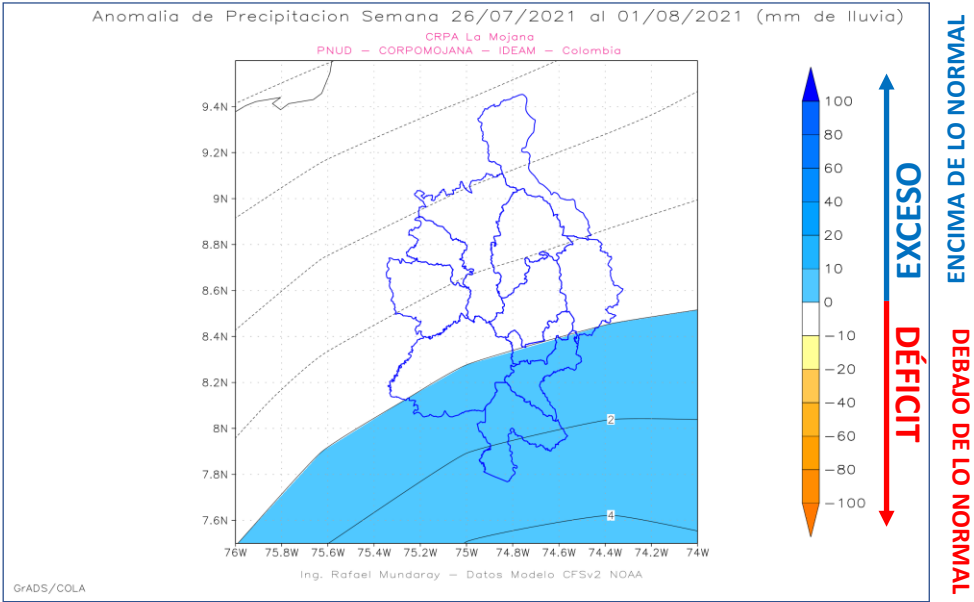 Anomalia de Precipitacion Semana 26/07/2021 al 01/08/2021 (mm de lluvia)
CRPA La Mojana
PNUD – CORPOMOJANA – IDEAM – Colombia
9.4N
9.2N
9N
8.8N
8.6N
8.4N
8.2N
8N
7.8N
7.6N
76W
75.8W
75.6W
75.4W
75.2W
75W
74.8W
74.6W
74.4W
74.2W
74W
2
4
100
80
60
40
20
10
0
−10
−20
−40
−60
−80
−100
EXCESO
DÉFICIT
ENCIMA DE LO NORMAL
DEBAJO DE LO NORMAL
Ing. Rafael Mundaray – Datos Modelo CFSv2 NOAA
GrADS/COLA